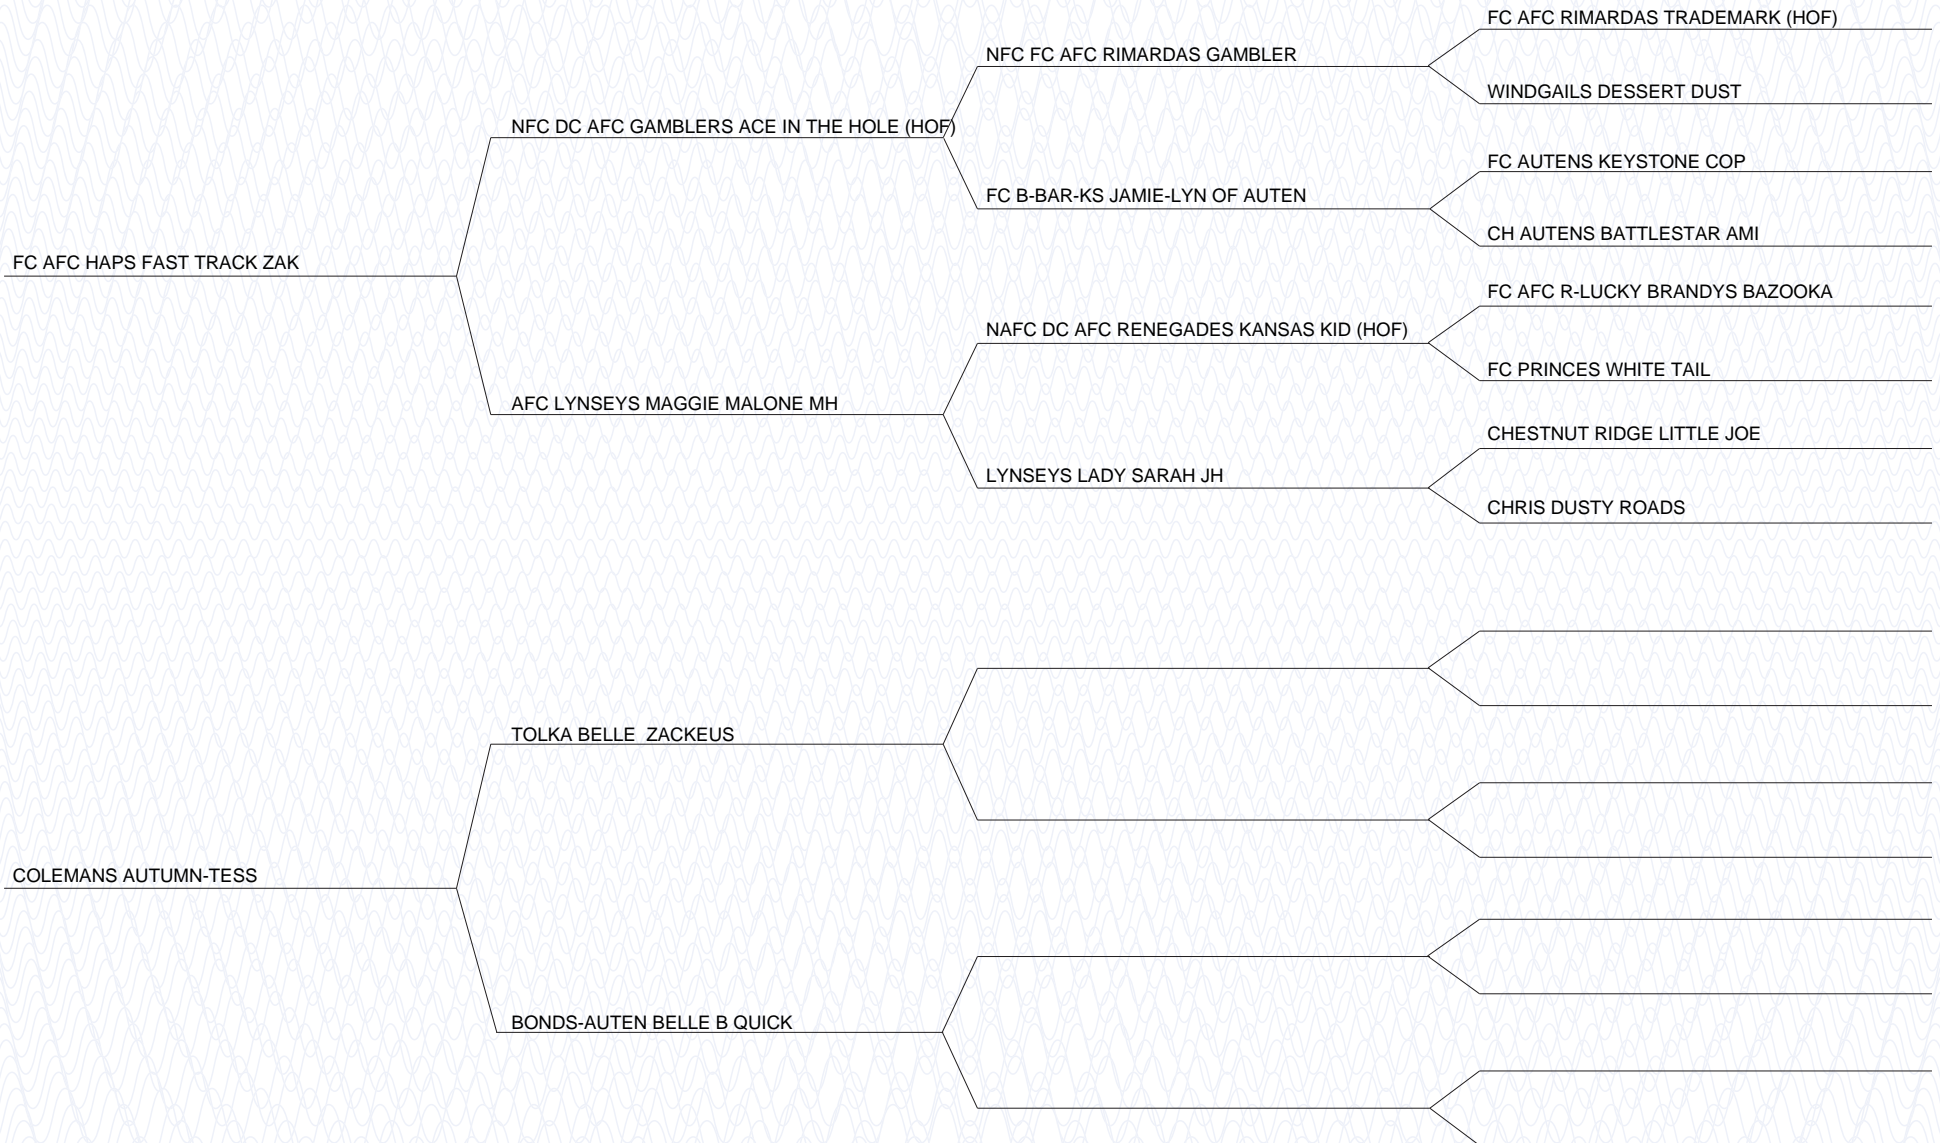 FC AFC RIMARDAS TRADEMARK (HOF)
NFC FC AFC RIMARDAS GAMBLER
WINDGAILS DESSERT DUST
NFC DC AFC GAMBLERS ACE IN THE HOLE (HOF)
FC AUTENS KEYSTONE COP
FC B-BAR-KS JAMIE-LYN OF AUTEN
CH AUTENS BATTLESTAR AMI
FC AFC HAPS FAST TRACK ZAK
FC AFC R-LUCKY BRANDYS BAZOOKA
NAFC DC AFC RENEGADES KANSAS KID (HOF)
FC PRINCES WHITE TAIL
AFC LYNSEYS MAGGIE MALONE MH
CHESTNUT RIDGE LITTLE JOE
LYNSEYS LADY SARAH JH
CHRIS DUSTY ROADS
TOLKA BELLE  ZACKEUS
COLEMANS AUTUMN-TESS
BONDS-AUTEN BELLE B QUICK